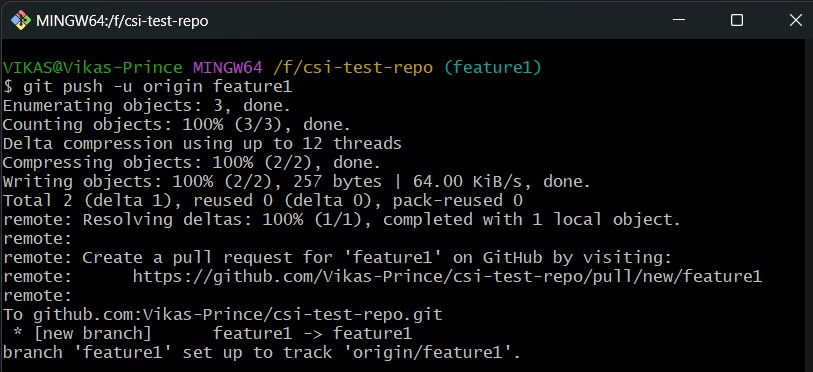 MINGW64:/f/csi-test-repo
VIKAS@Vikas-Prince MINGW64 /f/csi-test-repo (feature1)
$ git push -u origin feature1
Enumerating objects: 3, done.
Counting objects: 100% (3/3), done.
Delta compression using up to 12 threads
Compressing objects: 100% (2/2), done.
Writing objects: 100% (2/2), 257 bytes | 64.00 KiB/s, done.
Total 2 (delta 1), reused 0 (delta 0), pack-reused 0
remote: Resolving deltas: 100% (1/1), completed with 1 local object.
remote:
remote: Create a pull request for 'feature1' on GitHub by visiting:
remote:      https://github.com/Vikas-Prince/csi-test-repo/pull/new/feature1
remote:
To github.com:Vikas-Prince/csi-test-repo.git
 * [new branch]      feature1 -> feature1
branch 'feature1' set up to track 'origin/feature1'.